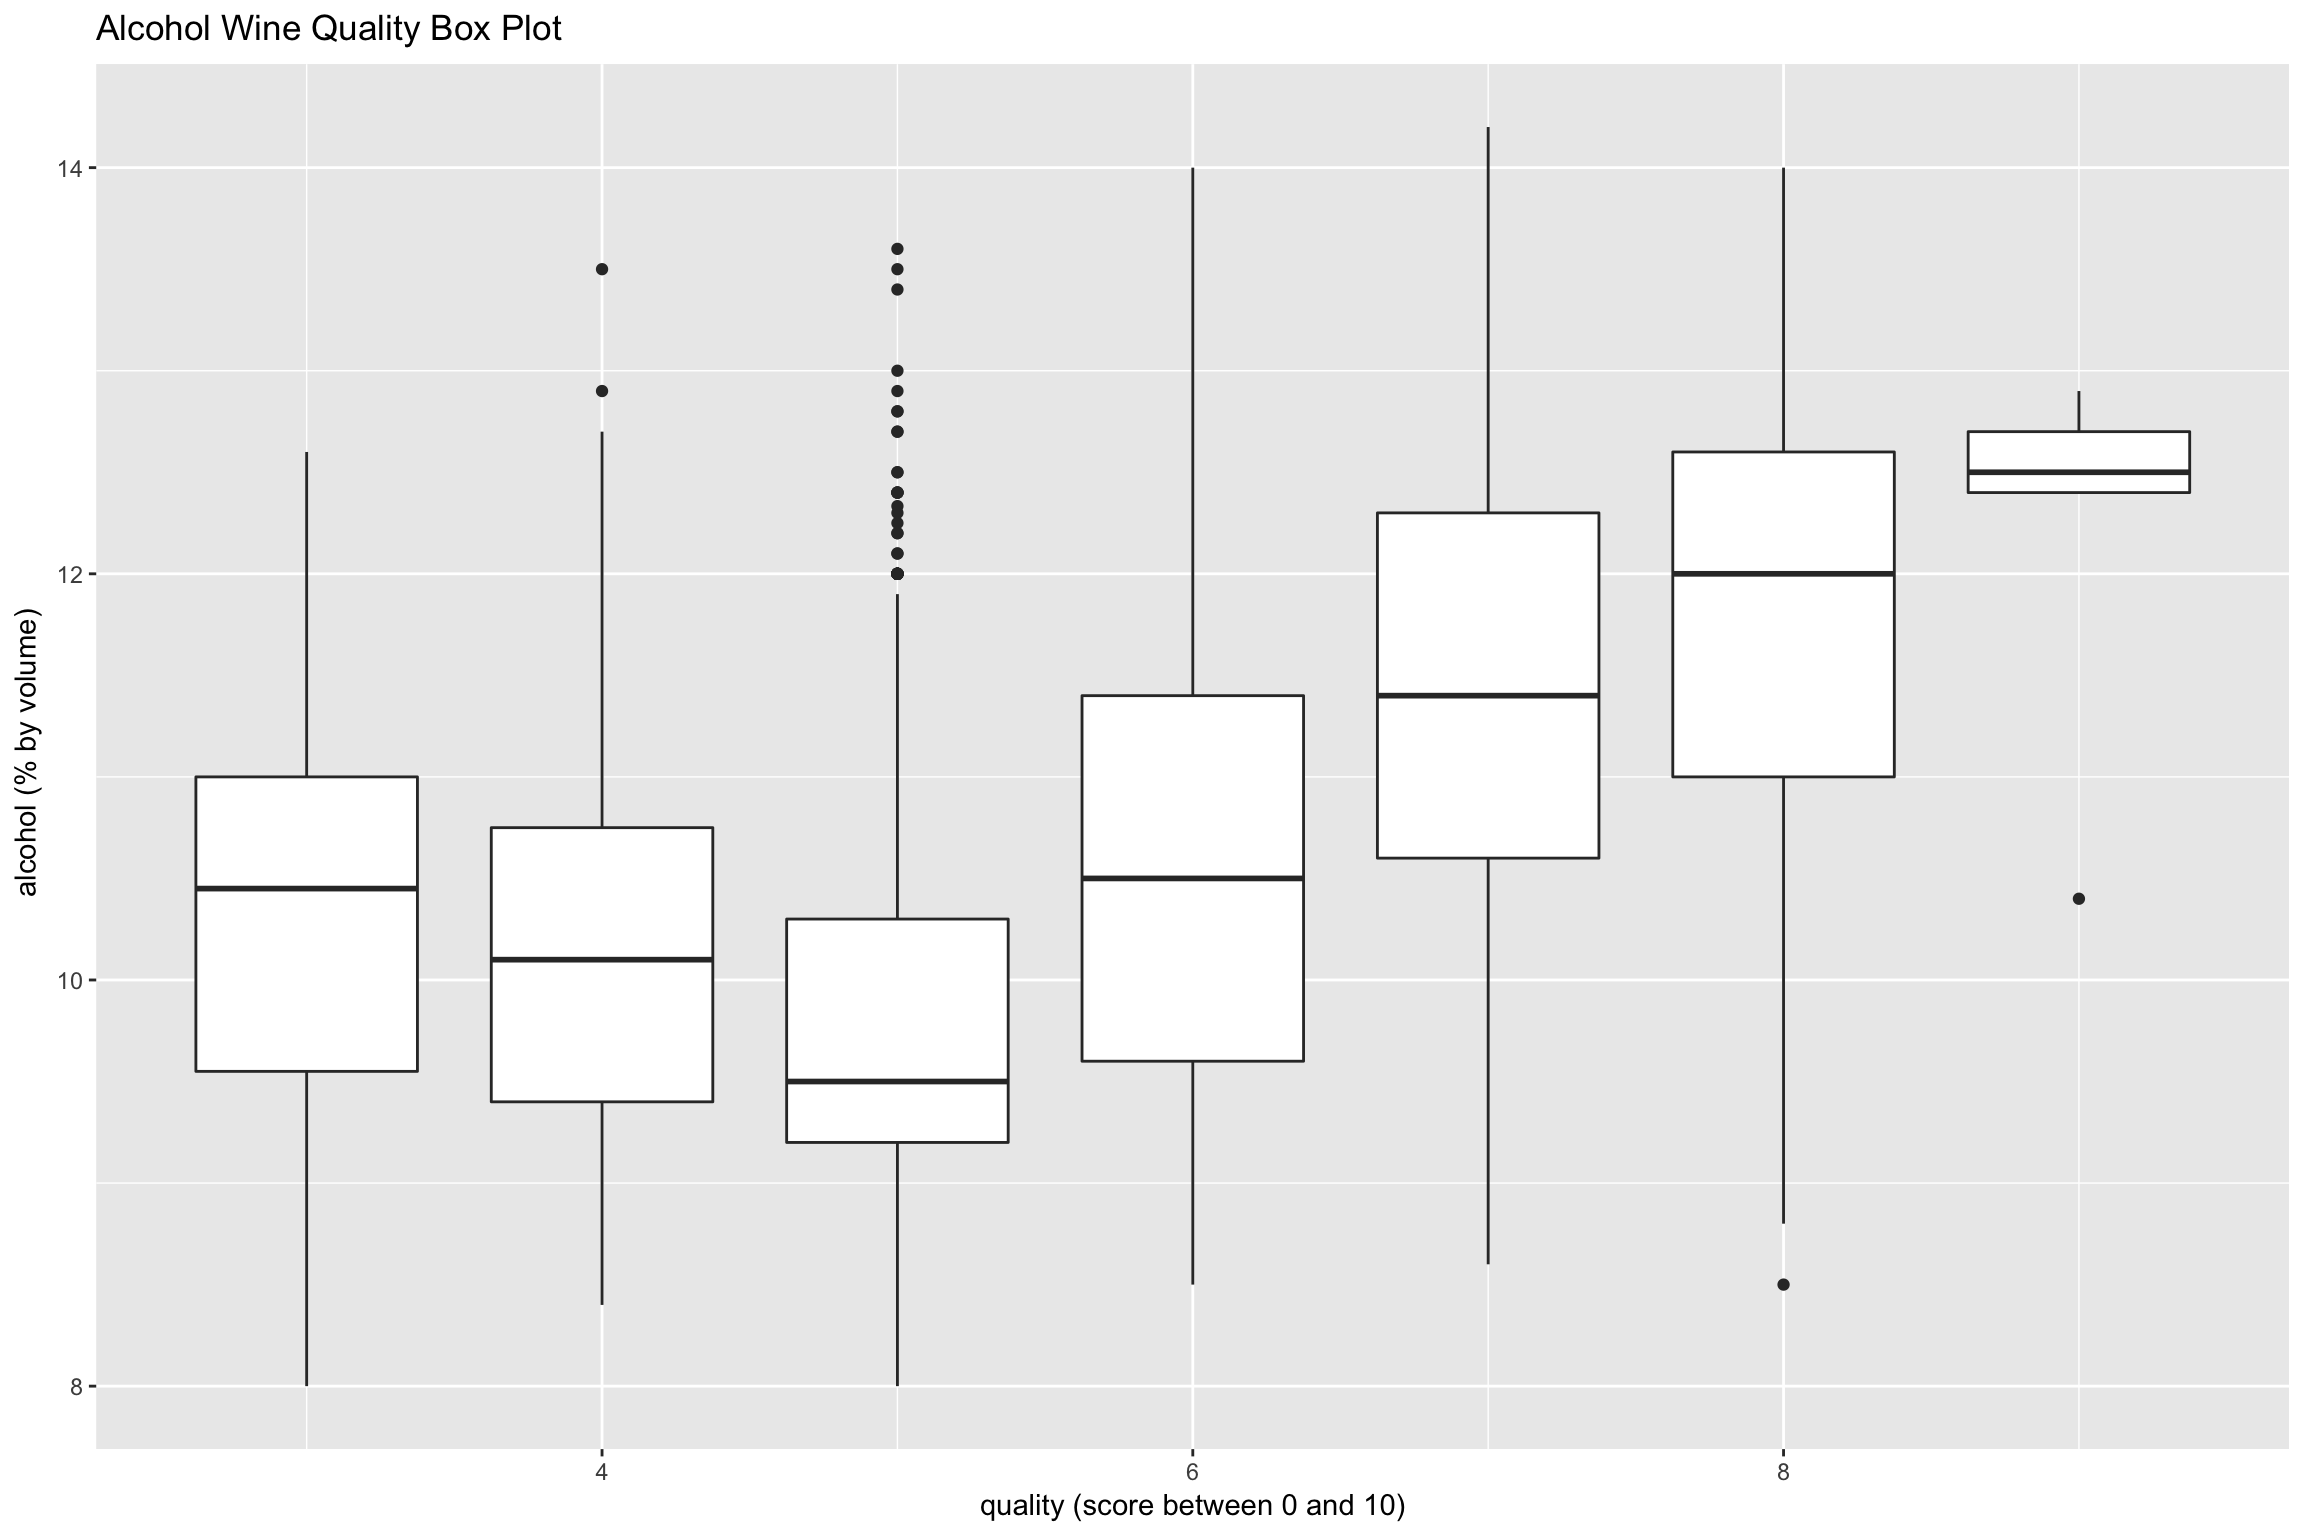 Alcohol Wine Quality Box Plot
alcohol (% by volume)
14
12
10
8
4
6
8
quality (score between 0 and 10)